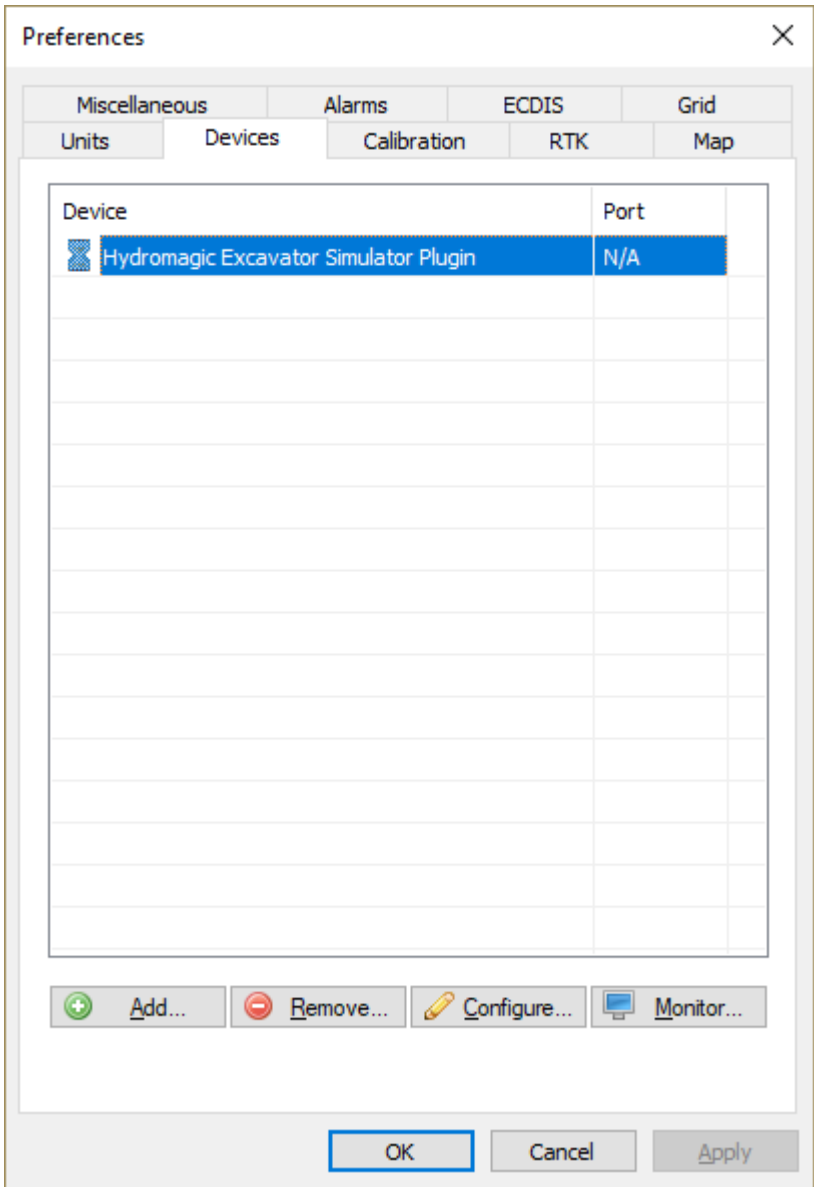 Preferences
Miscellaneous Alarms ECDIS Grid
Units Devices Calibration RTK Map
Device Port
Hydromagic Excavator Simulator Plugin N/A
Add... Remove... Configure... Monitor...
OK Cancel Apply